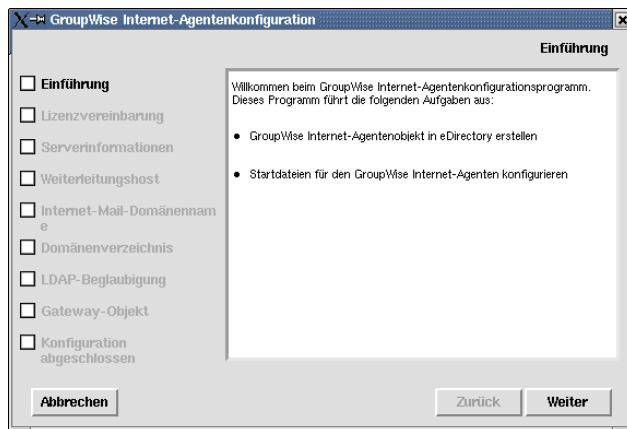 GroupWise Internet-Agentenkonfiguration
Einführung
Einführung
Lizenzvereinbarung
Serverinformationen
Weiterleitungshost
Internet-Mail-Domänennam
e
Domänenverzeichnis
LDAP-Beglaubigung
Gateway-Objekt
Konfiguration
abgeschlossen
Willkommen beim GroupWise Internet-Agentenkonfigurationsprogramm.
Dieses Programm führt die folgenden Aufgaben aus:
• GroupWise Internet-Agentenobjekt in eDirectory erstellen
• Startdateien für den GroupWise Internet-Agenten konfigurieren
Abbrechen
Zurück
Weiter